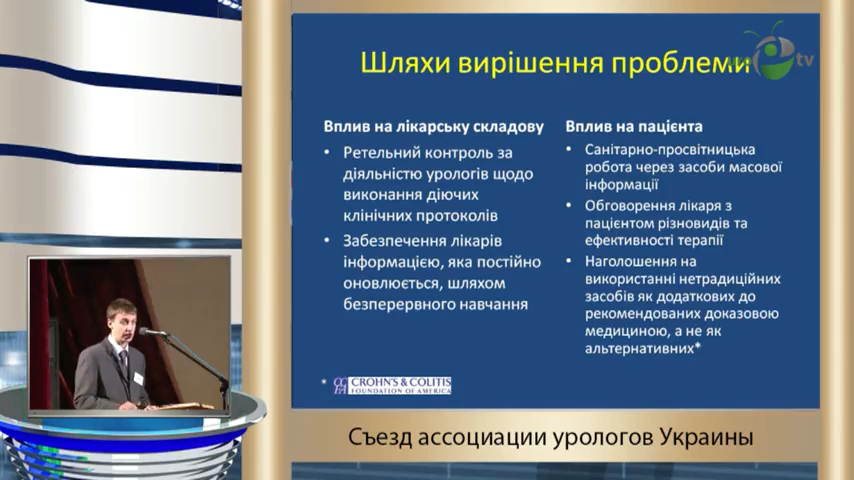 Шляхи вирішення проблеми
tv
Вплив на лікарську складову
• Ретельний контроль за
діяльністю урологів щодо
виконання діючих
клінічних протоколів
• Забезпечення лікарів
інформацією, яка постійно
оновлюється, шляхом
безперервного навчання
Вплив на пацієнта
• Санітарно-просвітницька
робота через засоби масової
інформації
• Обговорення лікаря з
пацієнтом різновидів та
ефективності терапії
• Наголошення на
використанні нетрадиційних
засобів як додаткових до
рекомендованих доказовою
медициною, а не як
альтернативних*
* CROHN'S & COLITIS
FOUNDATION OF AMERICA
Съезд ассоциации урологов Украины